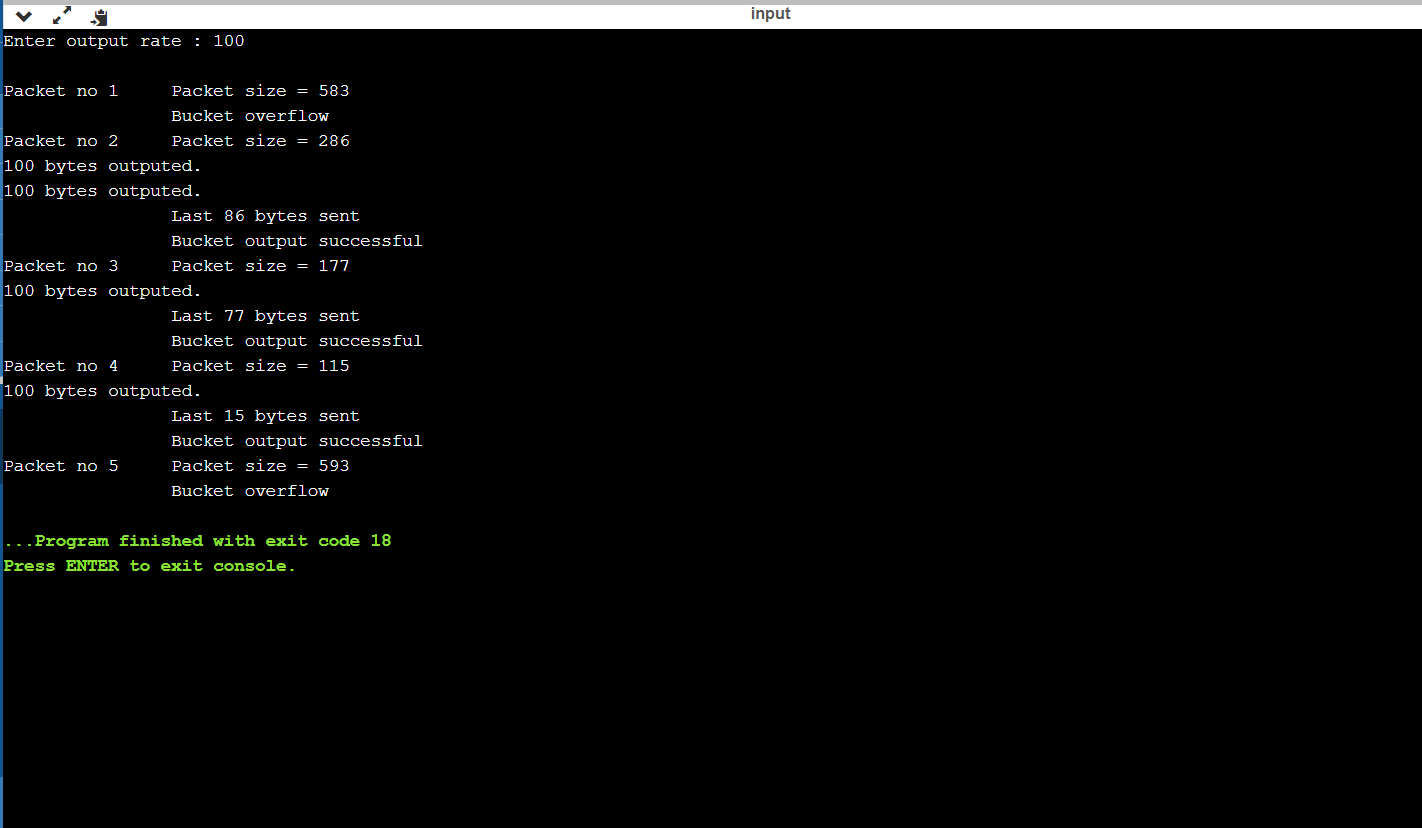 input
Enter output rate : 100
Packet no 1     Packet size = 583
                Bucket overflow
Packet no 2     Packet size = 286
100 bytes outputed.
100 bytes outputed.
                Last 86 bytes sent
                Bucket output successful
Packet no 3     Packet size = 177
100 bytes outputed.
                Last 77 bytes sent
                Bucket output successful
Packet no 4     Packet size = 115
100 bytes outputed.
                Last 15 bytes sent
                Bucket output successful
Packet no 5     Packet size = 593
                Bucket overflow
...Program finished with exit code 18
Press ENTER to exit console.